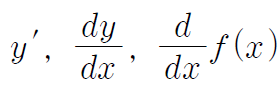 y′, dy/dx, d/dx f(x)